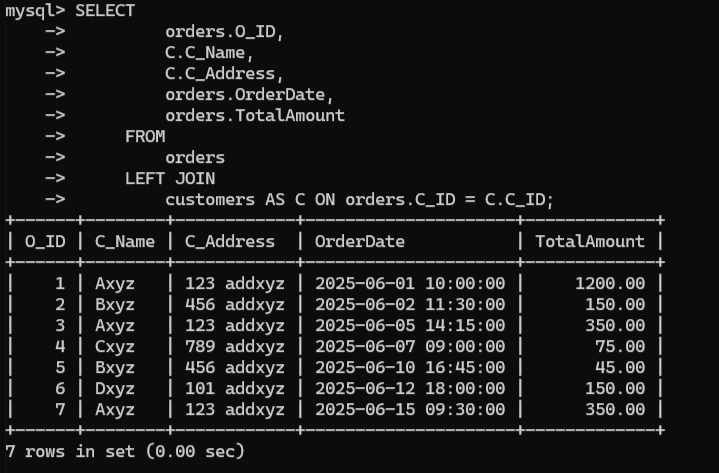 mysql> SELECT
    ->          orders.O_ID,
    ->          C.C_Name,
    ->          C.C_Address,
    ->          orders.OrderDate,
    ->          orders.TotalAmount
    ->      FROM
    ->          orders
    ->      LEFT JOIN
    ->          customers AS C ON orders.C_ID = C.C_ID;
+------+--------+------------+---------------------+-------------+
| O_ID | C_Name | C_Address  | OrderDate           | TotalAmount |
+------+--------+------------+---------------------+-------------+
|    1 | Axyz   | 123 addxyz | 2025-06-01 10:00:00 |     1200.00 |
|    2 | Bxyz   | 456 addxyz | 2025-06-02 11:30:00 |      150.00 |
|    3 | Axyz   | 123 addxyz | 2025-06-05 14:15:00 |      350.00 |
|    4 | Cxyz   | 789 addxyz | 2025-06-07 09:00:00 |       75.00 |
|    5 | Bxyz   | 456 addxyz | 2025-06-10 16:45:00 |       45.00 |
|    6 | Dxyz   | 101 addxyz | 2025-06-12 18:00:00 |      150.00 |
|    7 | Axyz   | 123 addxyz | 2025-06-15 09:30:00 |      350.00 |
+------+--------+------------+---------------------+-------------+
7 rows in set (0.00 sec)